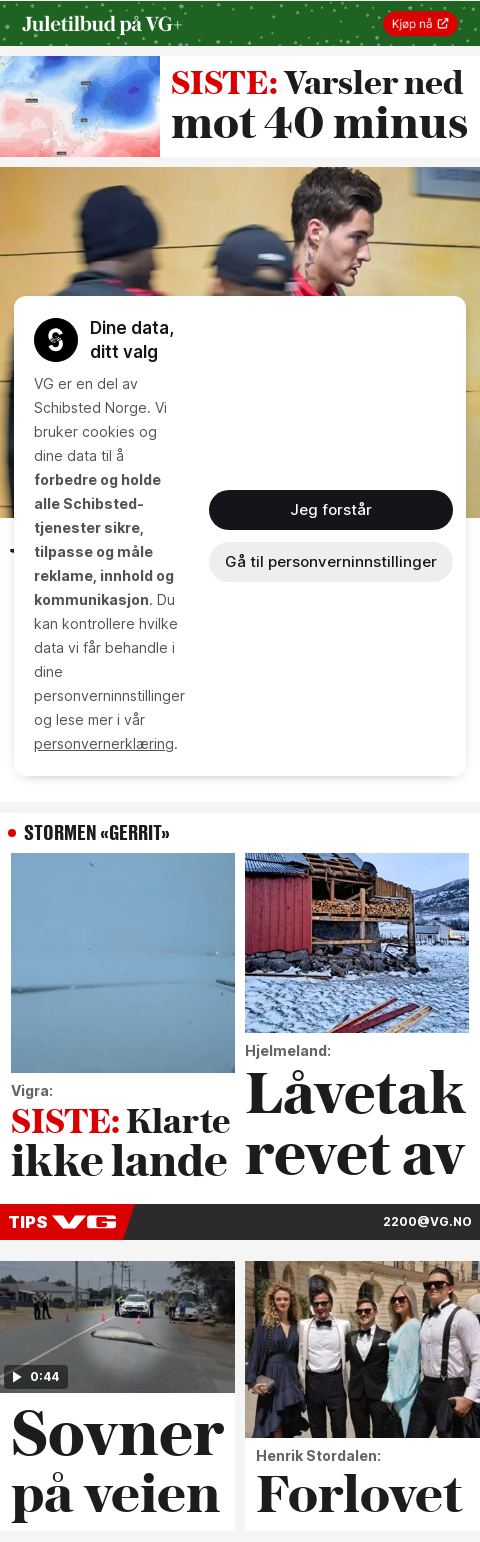 Juletilbud på VG+
Kjøp nå
SISTE: Varsler ned
mot 40 minus
Dine data,
ditt valg
VG er en del av
Schibsted Norge. Vi
bruker cookies og
dine data til å
forbedre og holde
alle Schibsted-
tjenester sikre,
tilpasse og måle
reklame, innhold og
kommunikasjon. Du
kan kontrollere hvilke
data vi får behandle i
dine
personverninnstillinger
og lese mer i vår
personvernerklæring.
Jeg forstår
Gå til personverninnstillinger
STORMEN «GERRIT»
Vigra:
SISTE: Klarte
ikke lande
Hjelmeland:
Låvetak
revet av
TIPS VG
2200@VG.NO
0:44
Sovner
på veien
Henrik Stordalen:
Forlovet